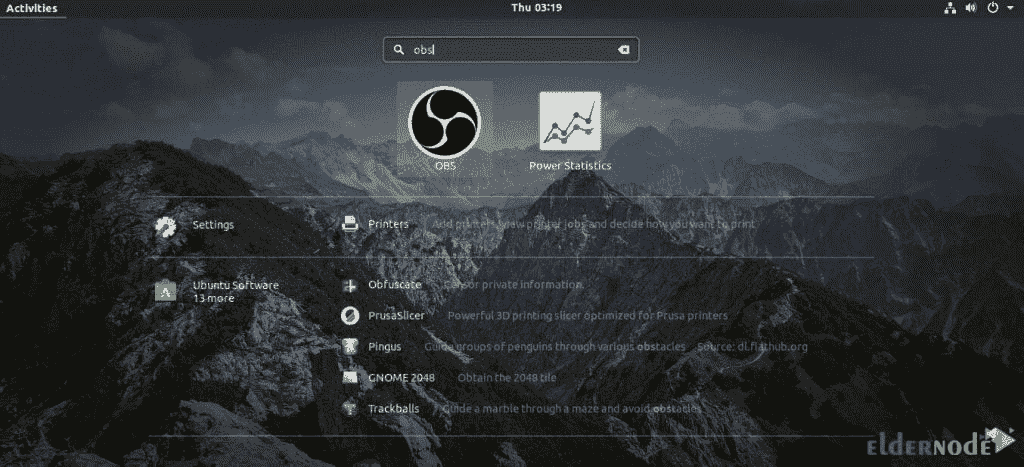 Activities
Thu 03:19
obs
OBS
Power Statistics
Settings
Printers Add printers, view printer jobs and decide how you want to print
Ubuntu Software
13 more
Obfuscate Censor private information.
PrusaSlicer Powerful 3D printing slicer optimized for Prusa printers
Pingus Guide groups of penguins through various obstacles Source: dl.flathub.org
GNOME 2048 Obtain the 2048 tile
Trackballs Guide a marble through a maze and avoid obstacles
ELDERNODE